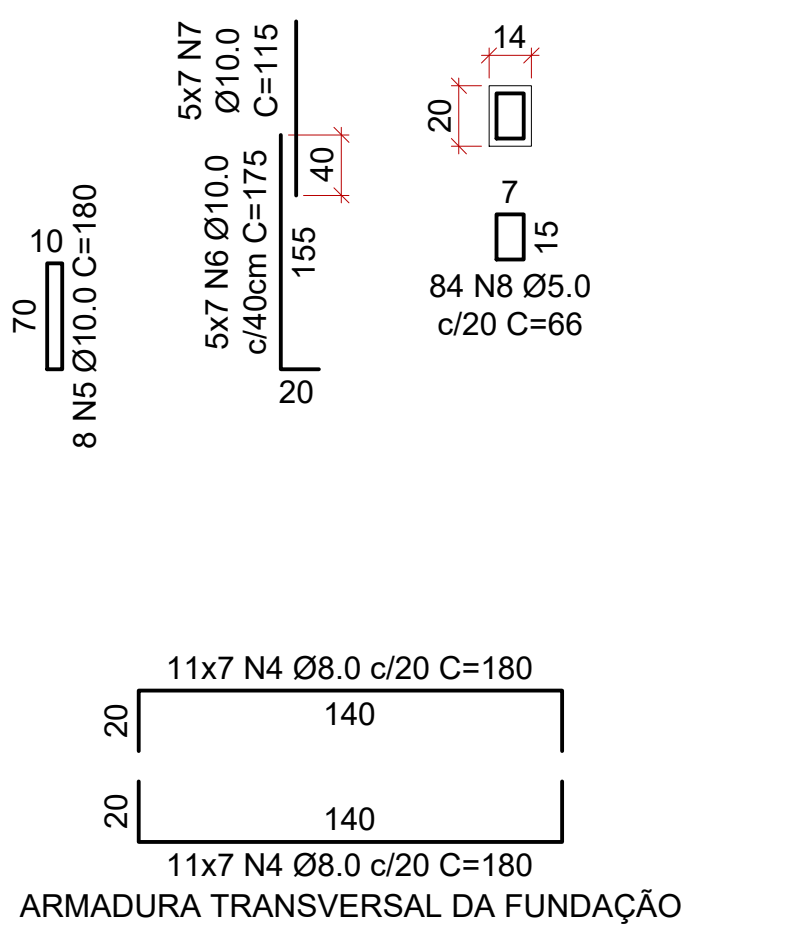 5x7 N7
Ø10.0
C=115
14
20
40
5x7 N6 Ø10.0
c/40cm C=175
155
20
7
15
84 N8 Ø5.0
c/20 C=66
10
70
8 N5 Ø10.0 C=180
11x7 N4 Ø8.0 c/20 C=180
20
140
20
140
11x7 N4 Ø8.0 c/20 C=180
ARMADURA TRANSVERSAL DA FUNDAÇÃO